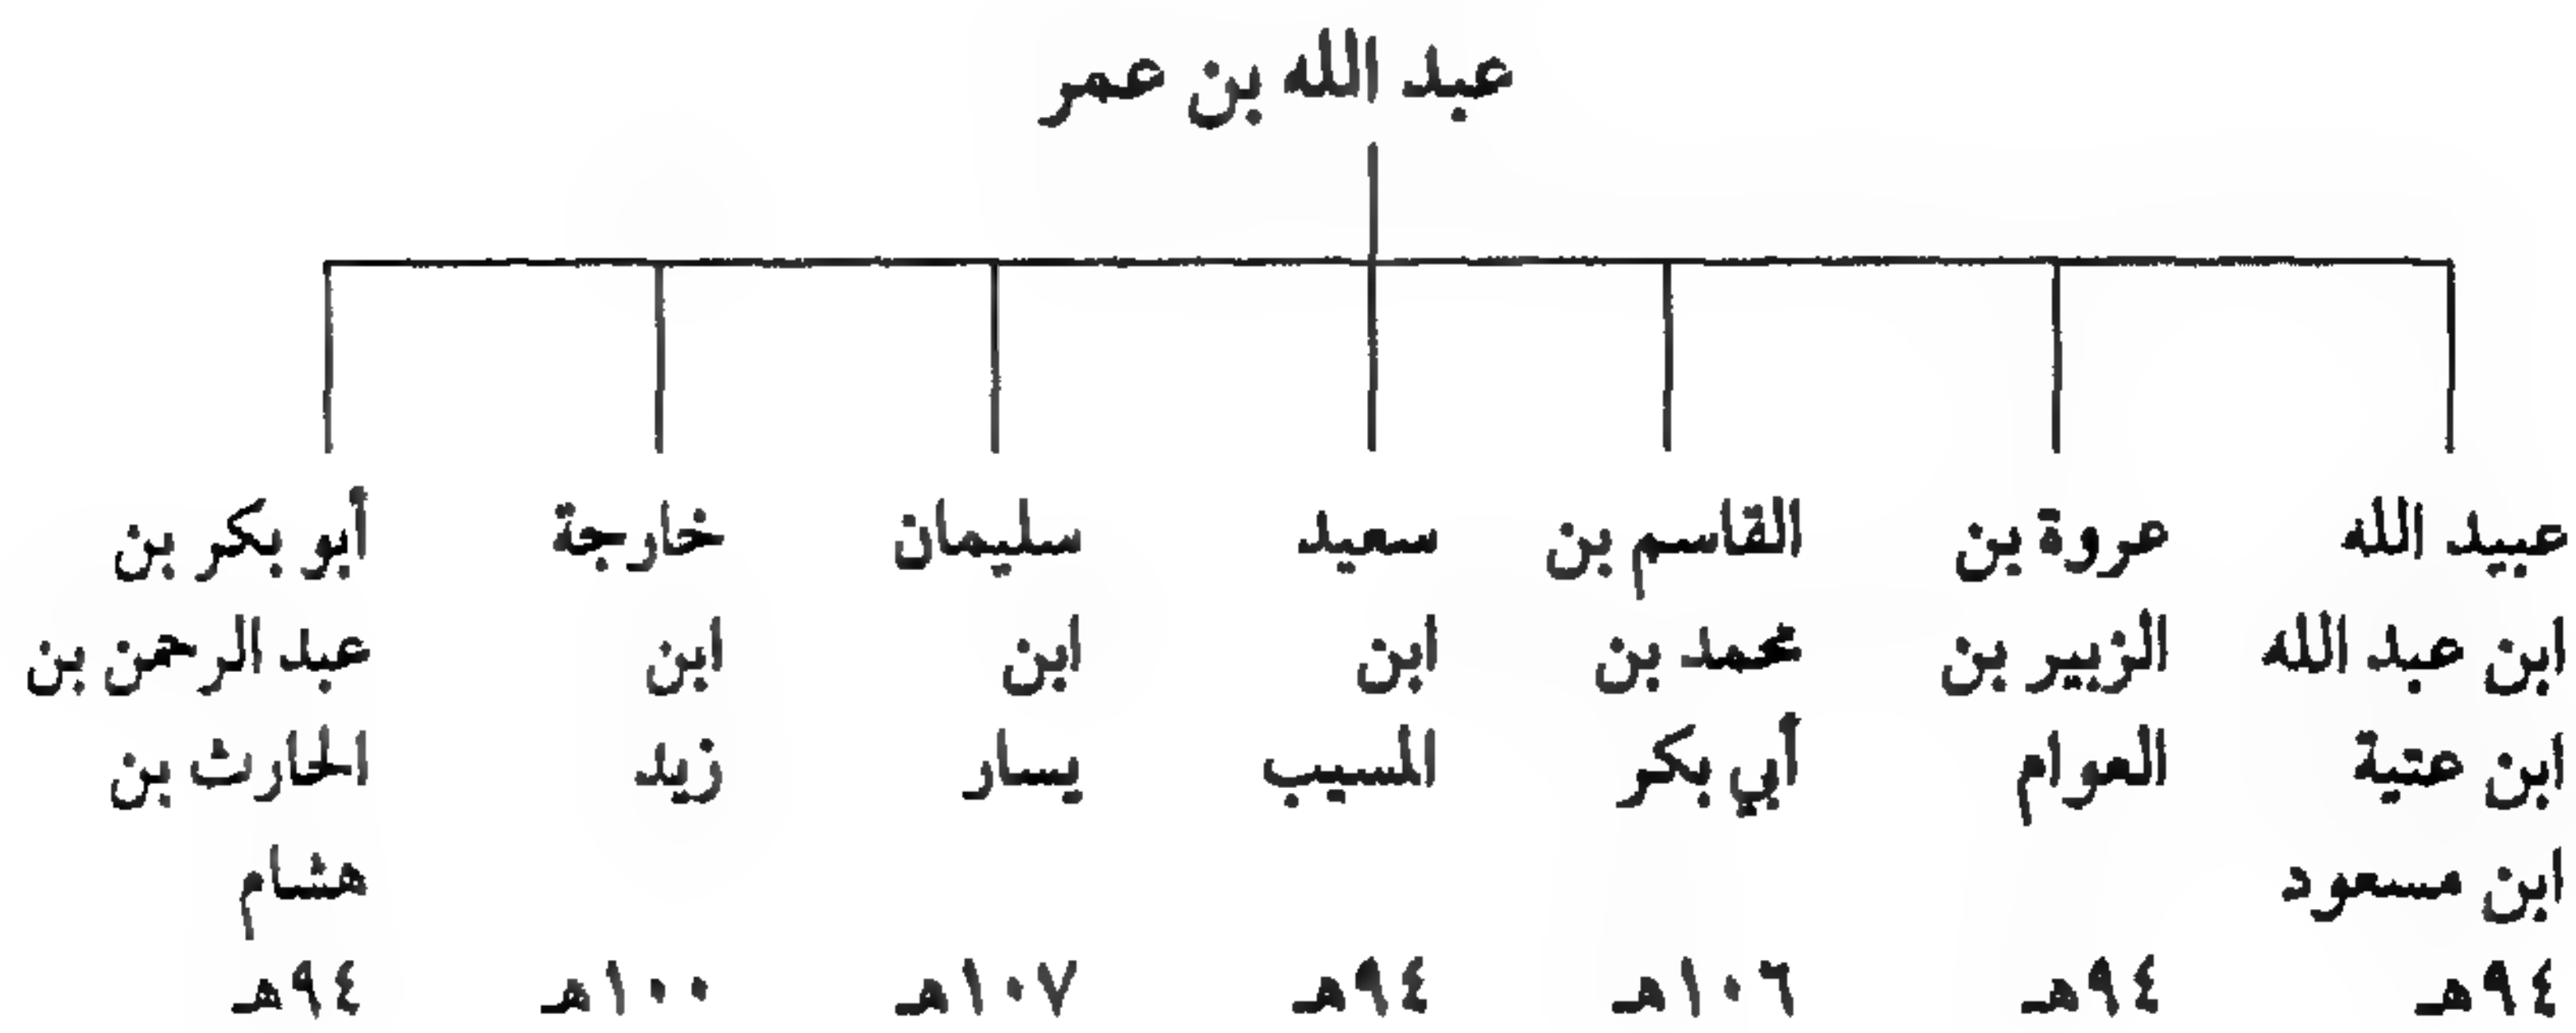 عبد الله بن عمر
عبيد الله
ابن عبد الله
ابن عتية
ابن مسعود
٩٤هـ
عروة بن
الزبير بن
العوام
٩٤هـ
القاسم بن
محمد بن
أبي بكر
١٠٦هـ
سعيد
ابن
المسيب
٩٤هـ
سليمان
ابن
يسار
١٠٧هـ
خارجة
ابن
زيد
١٠٠هـ
أبو بكر بن
عبد الرحمن بن
الحارث بن
هشام
٩٤هـ